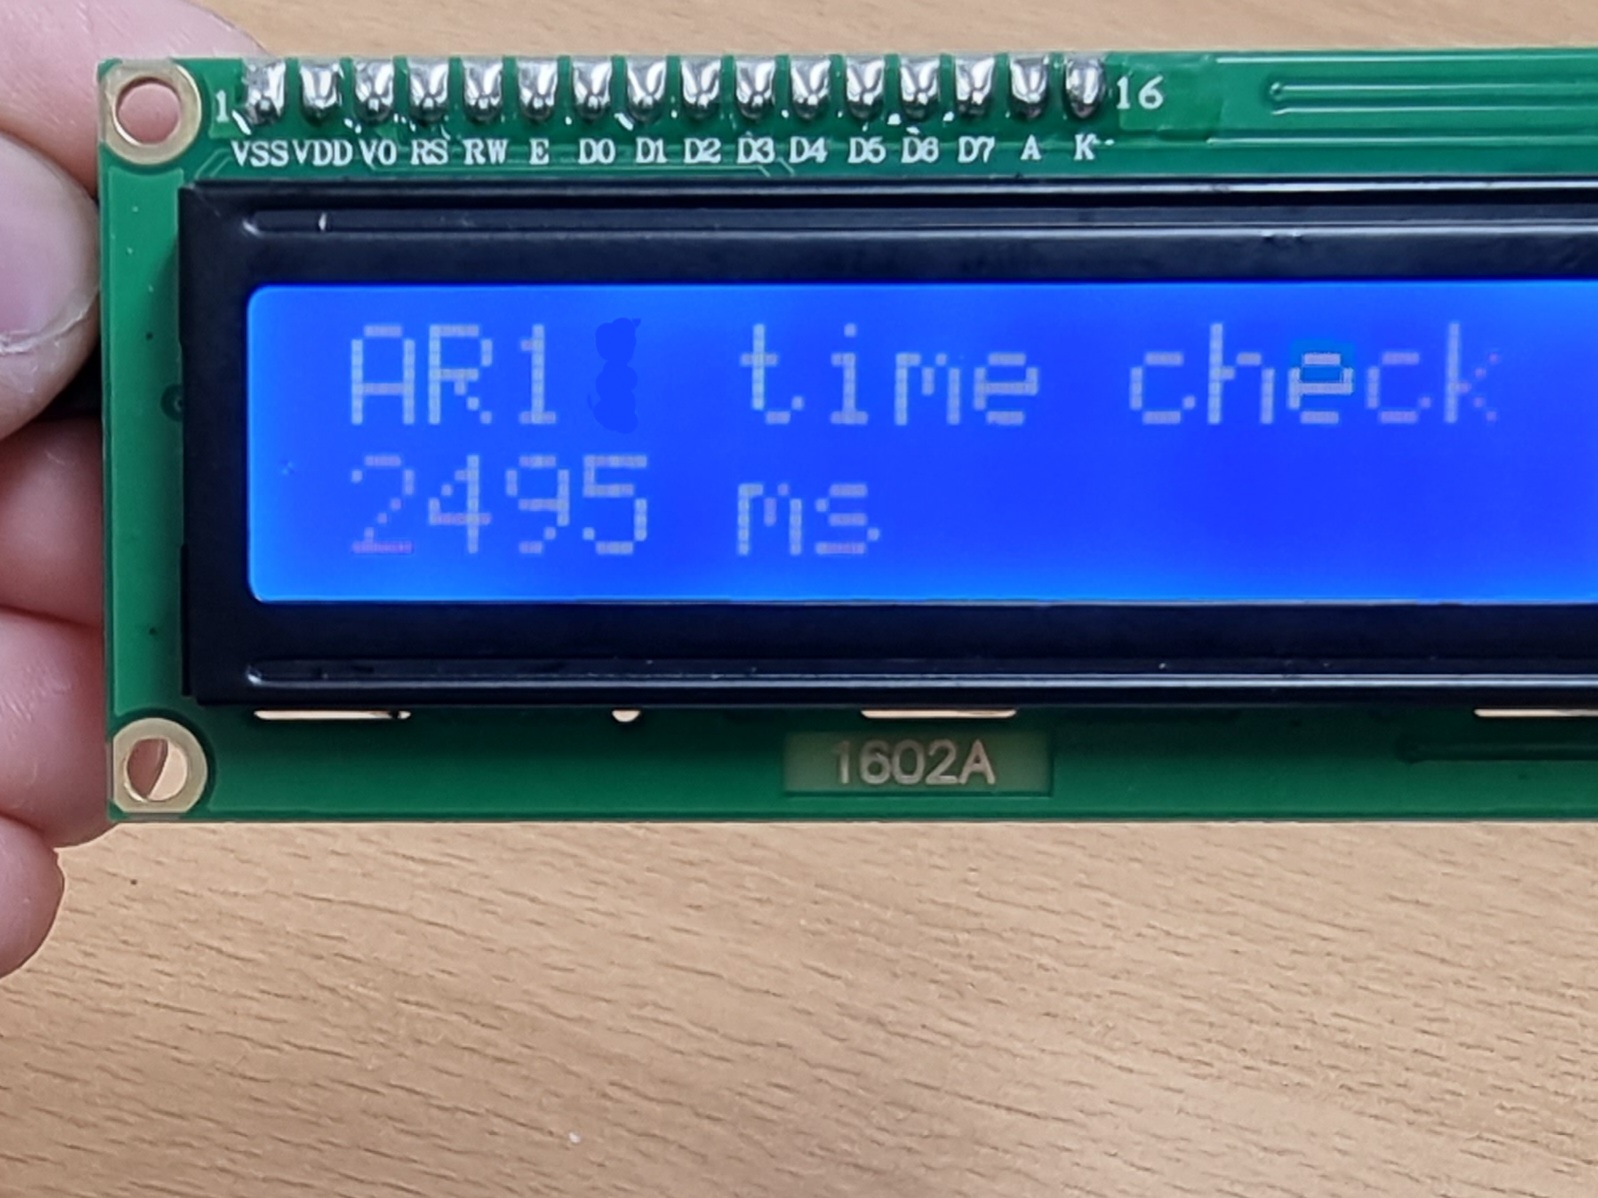 1 16
VSS VDD V0 RS RW E D0 D1 D2 D3 D4 D5 D6 D7 A K
AR1 time check
2495 ms
1602A